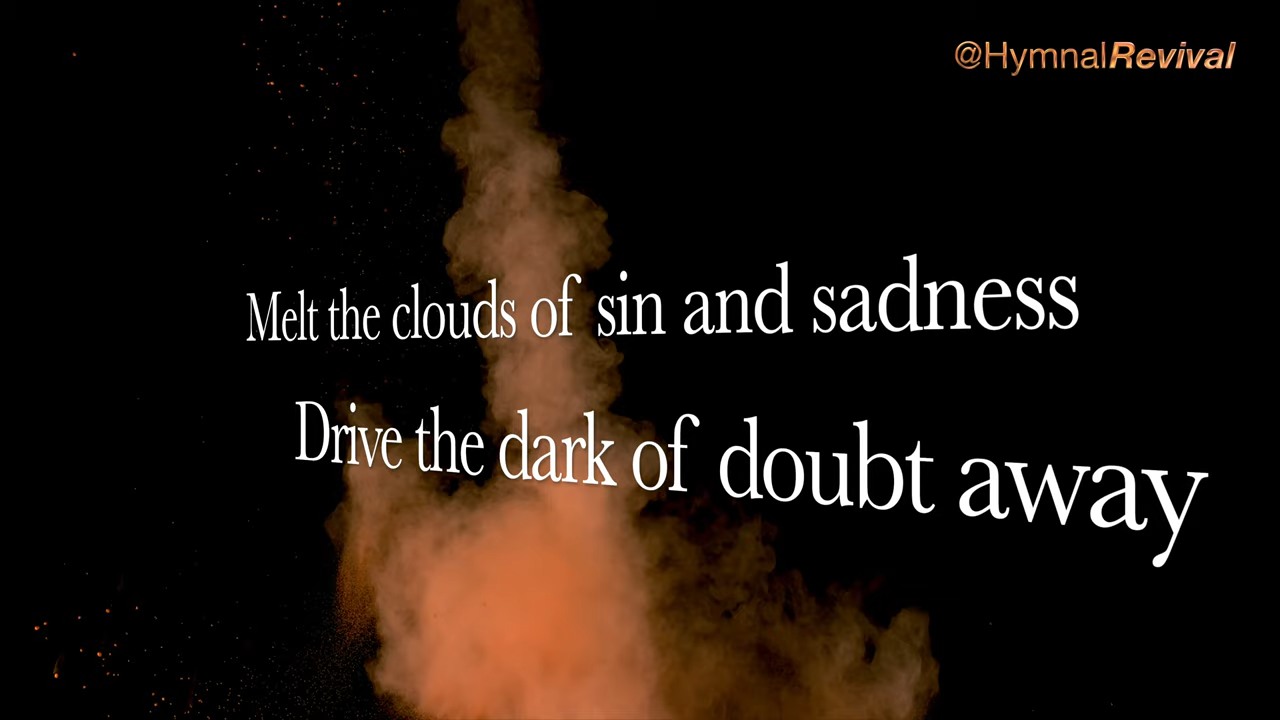 @HymnalRevival
Melt the clouds of sin and sadness
Drive the dark of doubt away